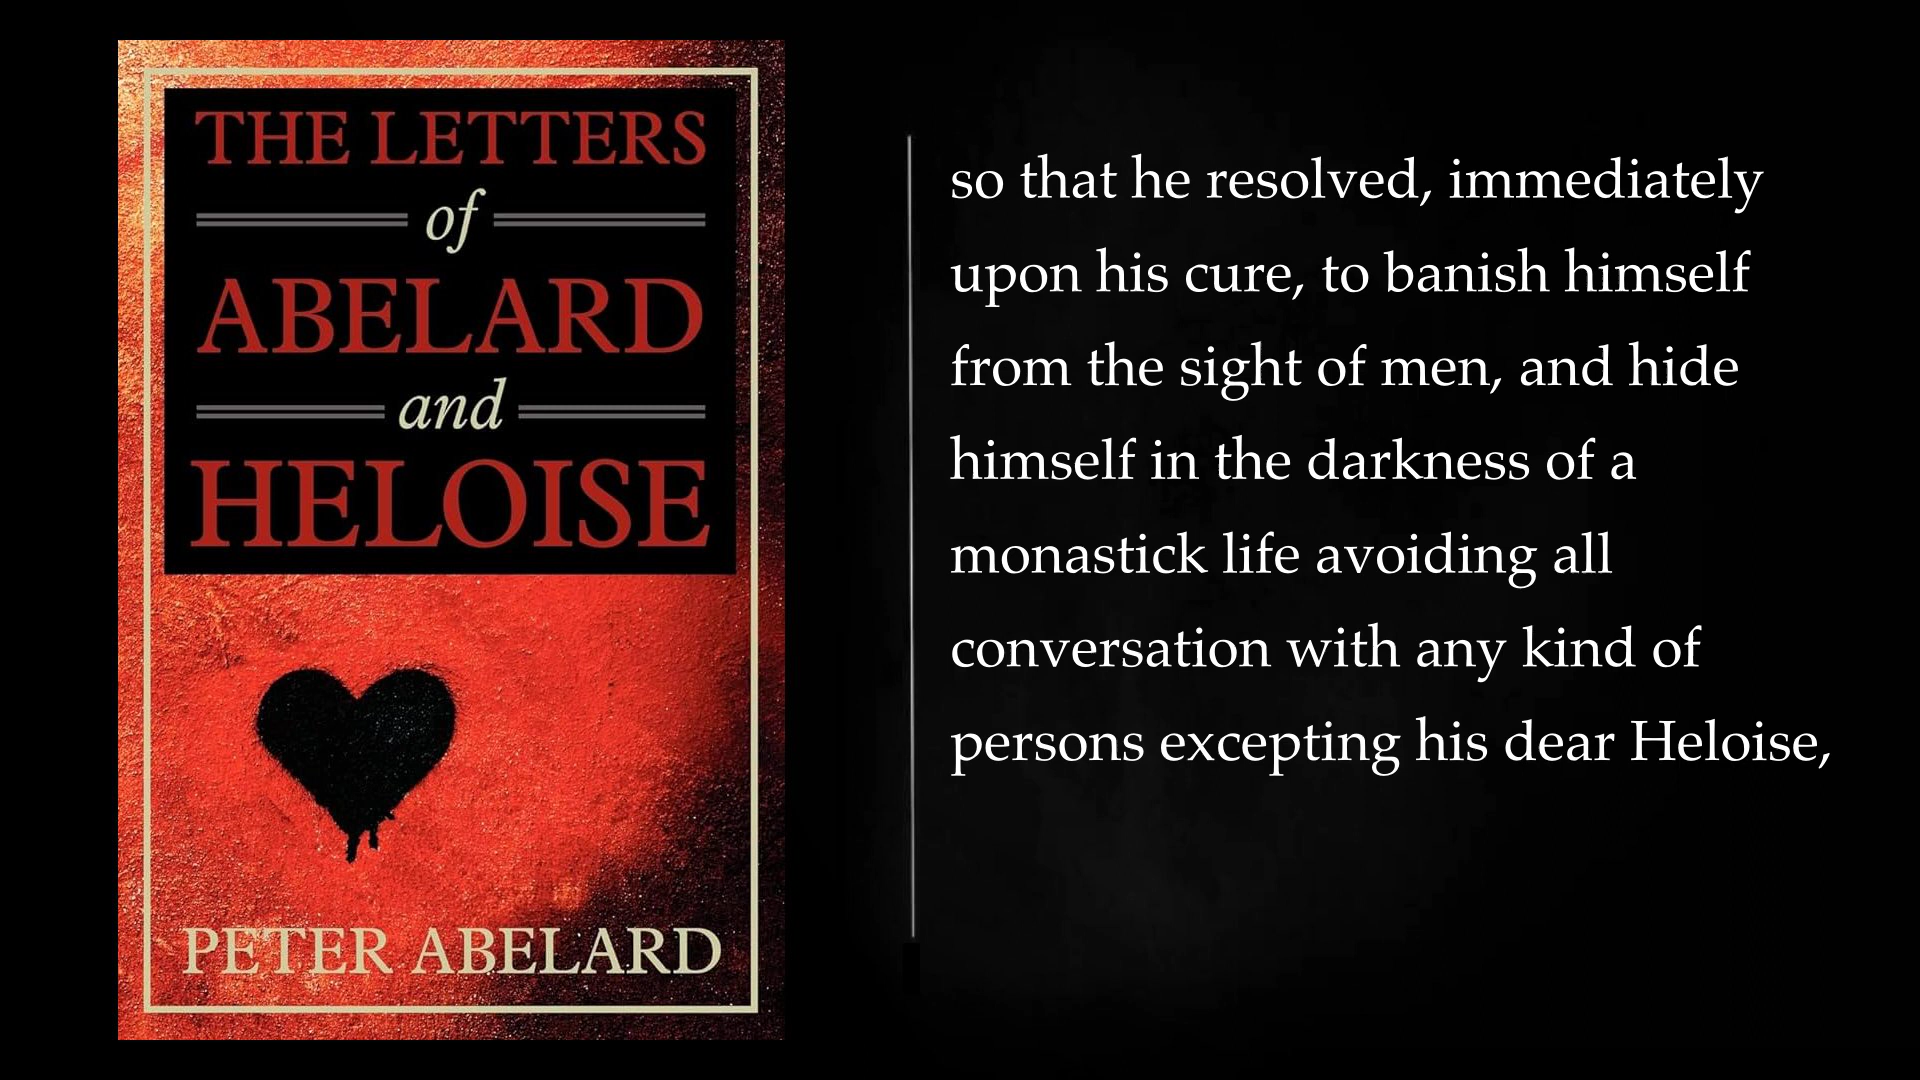 THE LETTERS
of
ABELARD
and
HELOISE
PETER ABELARD
so that he resolved, immediately
upon his cure, to banish himself
from the sight of men, and hide
himself in the darkness of a
monastick life avoiding all
conversation with any kind of
persons excepting his dear Heloise,